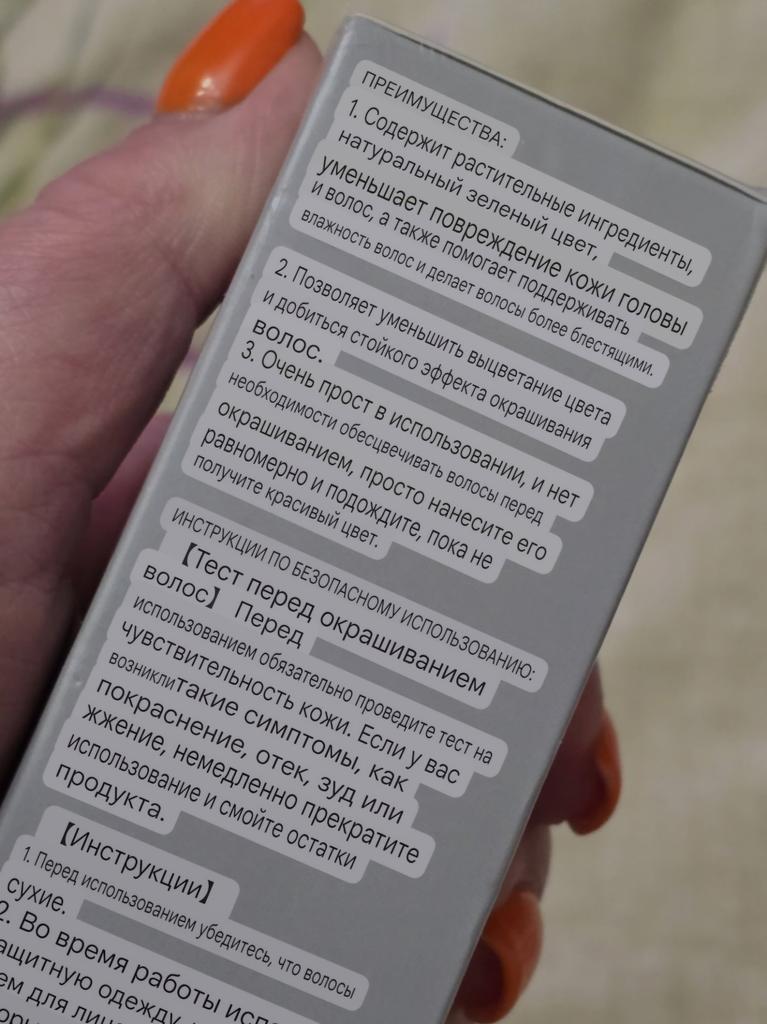 ПРЕИМУЩЕСТВА:
1. Содержит растительные ингредиенты,
натуральный зеленый цвет,
уменьшает повреждение кожи головы
и волос, а также помогает поддерживать
влажность волос и делает волосы более блестящими.
2. Позволяет уменьшить выцветание цвета
и добиться стойкого эффекта окрашивания
волос.
3. Очень прост в использовании, и нет
необходимости обесцвечивать волосы перед
окрашиванием, просто нанесите его
равномерно и подождите, пока не
получите красивый цвет.
ИНСТРУКЦИИ ПО БЕЗОПАСНОМУ ИСПОЛЬЗОВАНИЮ:
【Тест перед окрашиванием
волос】 Перед
использованием обязательно проведите тест на
чувствительность кожи. Если у вас
возниклитакие симптомы, как
покраснение, отек, зуд или
жжение, немедленно прекратите
использование и смойте остатки
продукта.
【Инструкции】
1. Перед использованием убедитесь, что волосы
сухие.
2. Во время работы
одежду,
для